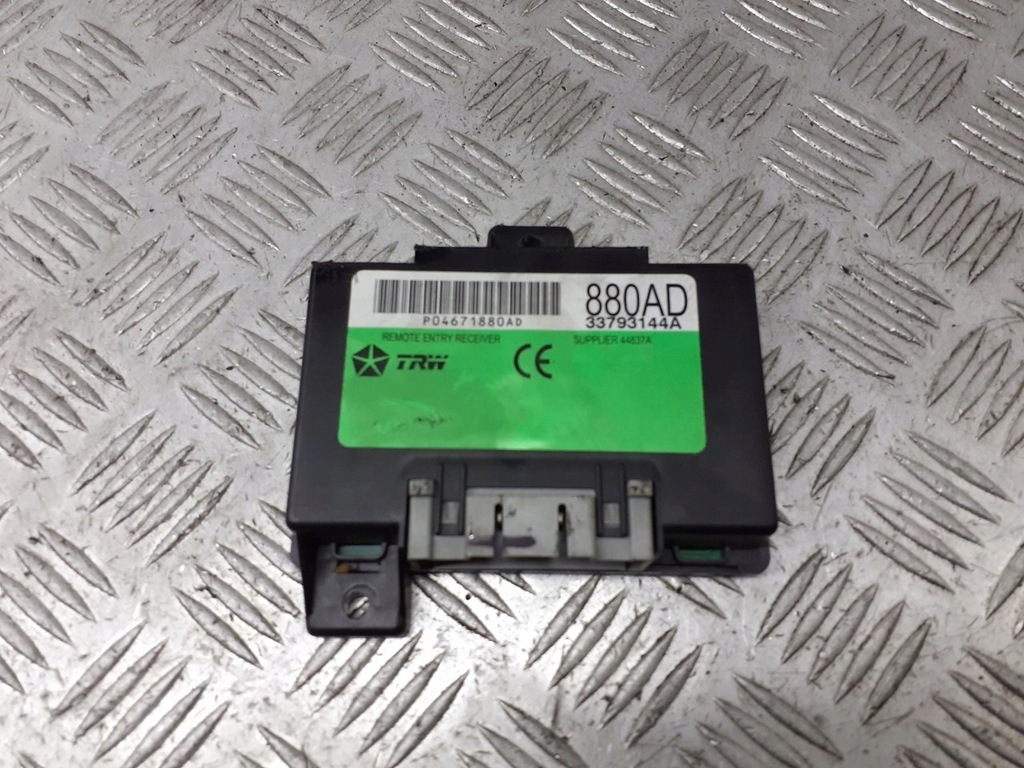 880AD
P04671880AD
33793144A
REMOTE ENTRY RECEIVER
SUPPLIER 44837A
TRW
CE